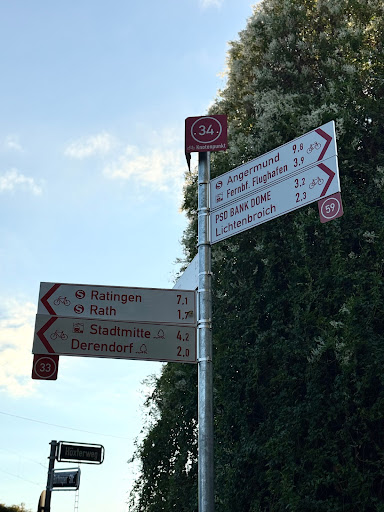 34
Knotenpunkt
Angermund 9,8
Fernbf. Flughafen 3,9
PSD BANK DOME 3,2
Lichtenbroich 2,3
59
S Ratingen 7,1
S Rath 1,7
Stadtmitte 4,2
Derendorf 2,0
33